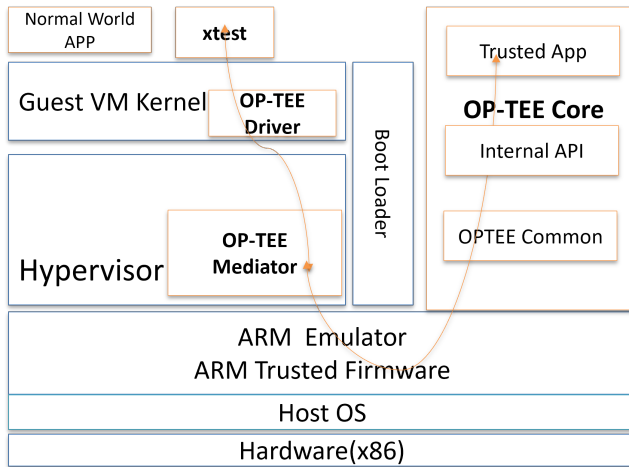 Normal World
APP
xtest
Trusted App
Guest VM Kernel
OP-TEE
Driver
Boot Loader
OP-TEE Core
Internal API
OPTEE Common
Hypervisor
OP-TEE
Mediator
ARM Emulator
ARM Trusted Firmware
Host OS
Hardware(x86)